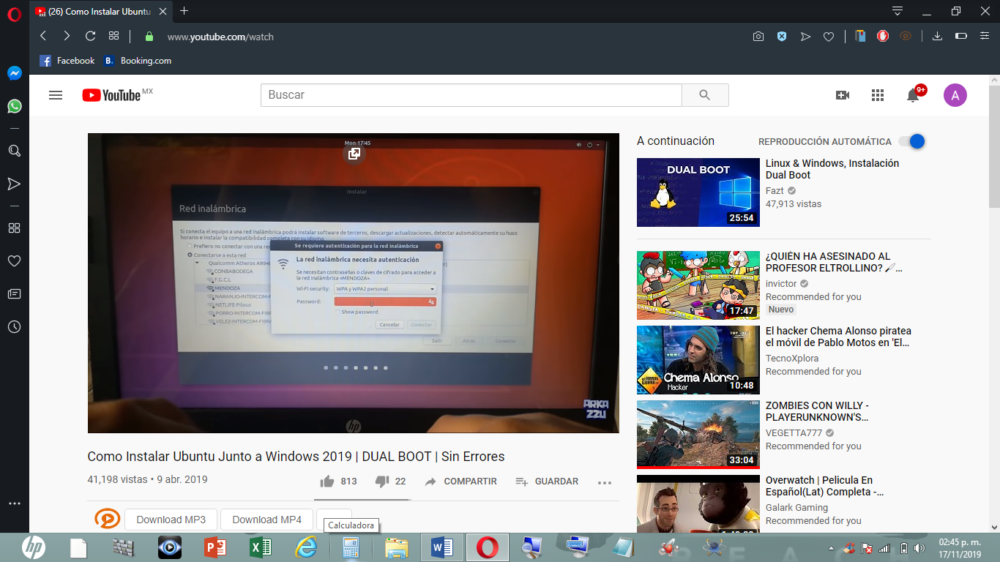 (26) Como Instalar Ubuntu
www.youtube.com/watch
Facebook
B. Booking.com
YouTube MX
Buscar
9+
A
Mon 17:45
Instalar
Red inalámbrica
Si conecta el equipo a una red inalámbrica podrá instalar software de terceros, descargar actualizaciones, detectar automáticamente su huso
horario e instalar la compatibilidad completa con su idioma.
Prefiero no conectar con una red
Conectarse a esta red
Qualcomm Atheros AR94
CONBABODEGA
F.G.C.L
MENDOZA
NARANJO-INTERCOM-F
NETLIFE-Piloso
PORRO-INTERCOM-FIBRA
VELEZ-INTERCOM-FIBRA
Se requiere autenticación para la red inalámbrica
La red inalámbrica necesita autenticación
Se necesitan contraseñas o claves de cifrado para acceder a
la red inalámbrica «MENDOZA».
Wi-Fi security:
WPA y WPA2 personal
Password:
Show password
Cancelar
Conectar
Salir
Atrás
Conectar
ARKA
ZZU
hp
Como Instalar Ubuntu Junto a Windows 2019 | DUAL BOOT | Sin Errores
41,198 vistas • 9 abr. 2019
813
22
COMPARTIR
GUARDAR
Download MP3
Download MP4
Calculadora
A continuación
REPRODUCCIÓN AUTOMÁTICA
DUAL BOOT
25:54
Linux & Windows, Instalación
Dual Boot
Fazt
47,913 vistas
17:47
¿QUIÉN HA ASESINADO AL
PROFESOR ELTROLLINO? 🖌...
invictor
Recommended for you
Nuevo
Chema Alonso
Hacker
10:48
El hacker Chema Alonso piratea
el móvil de Pablo Motos en 'El...
TecnoXplora
Recommended for you
33:04
ZOMBIES CON WILLY -
PLAYERUNKNOWN'S...
VEGETTA777
Recommended for you
Overwatch | Pelicula En
Español(Lat) Completa -...
Galark Gaming
Recommended for you
hp
02:45 p. m.
17/11/2019